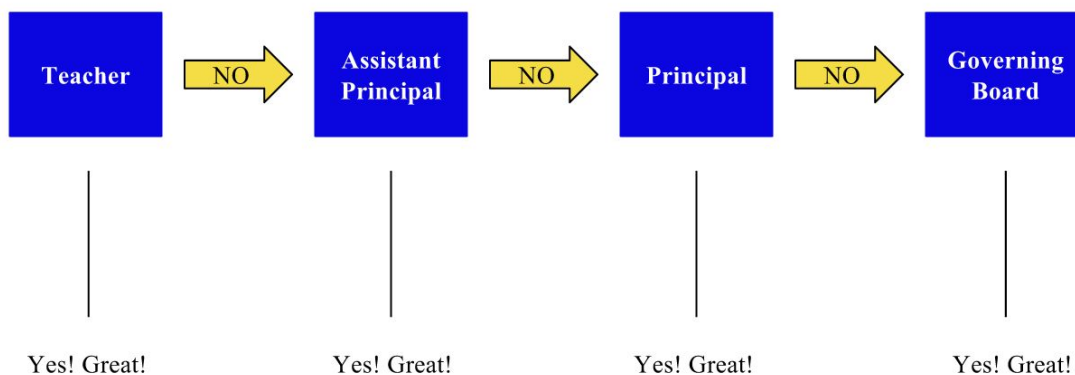 Teacher
NO
Assistant
Principal
NO
Principal
NO
Governing
Board
Yes! Great!
Yes! Great!
Yes! Great!
Yes! Great!